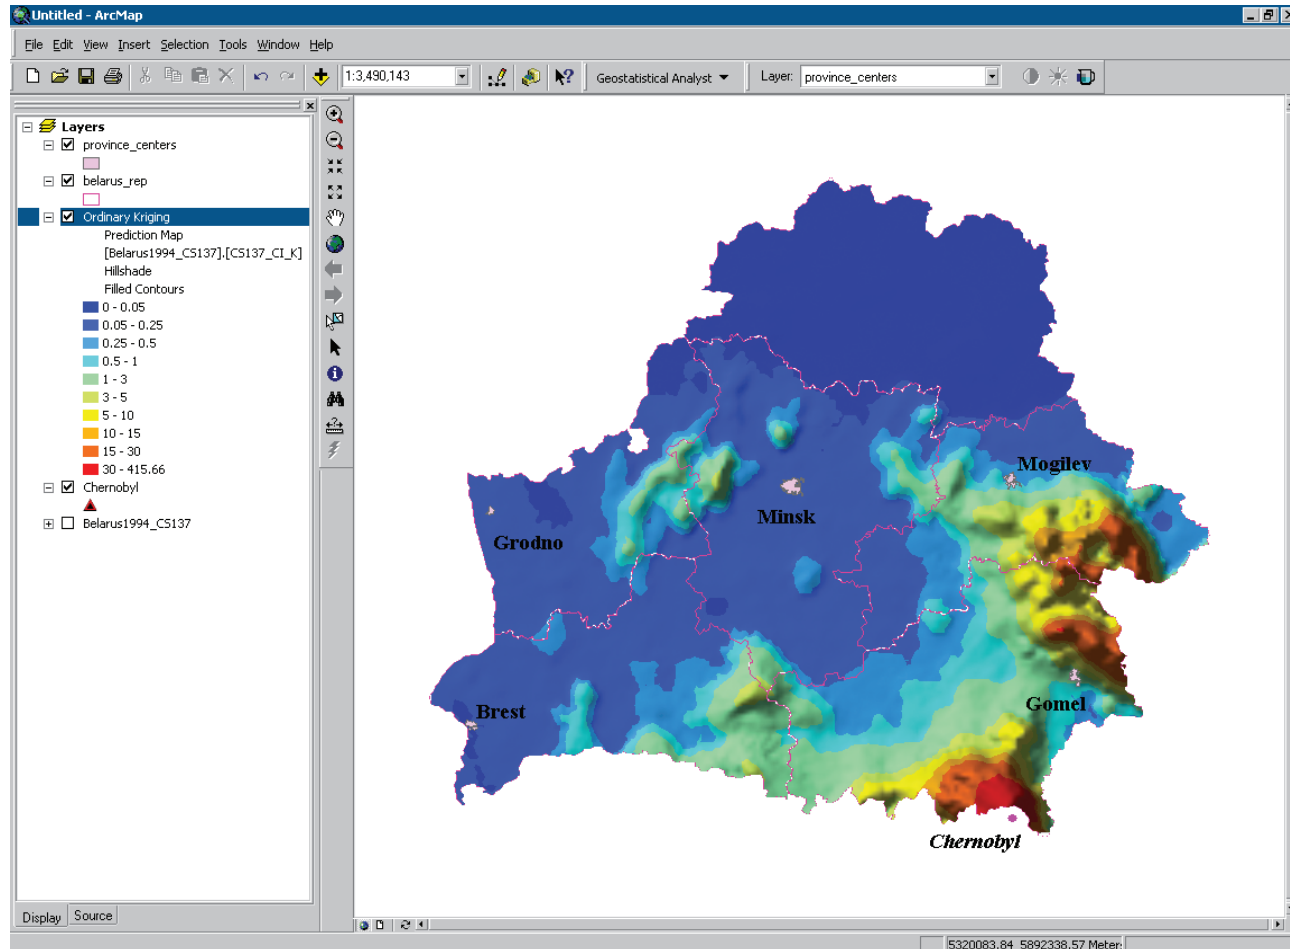 Untitled - ArcMap
File Edit View Insert Selection Tools Window Help
1:3,490,143 Geostatistical Analyst Layer: province_centers
Layers
province_centers
belarus_rep
Ordinary Kriging
Prediction Map
[Belarus1994_CS137].[CS137_CI_K]
Hillshade
Filled Contours
0 - 0.05
0.05 - 0.25
0.25 - 0.5
0.5 - 1
1 - 3
3 - 5
5 - 10
10 - 15
15 - 30
30 - 415.66
Chernobyl
Belarus1994_CS137
Mogilev
Minsk
Grodno
Brest
Gomel
Chernobyl
Display Source
5320083.84 5892338.57 Meter